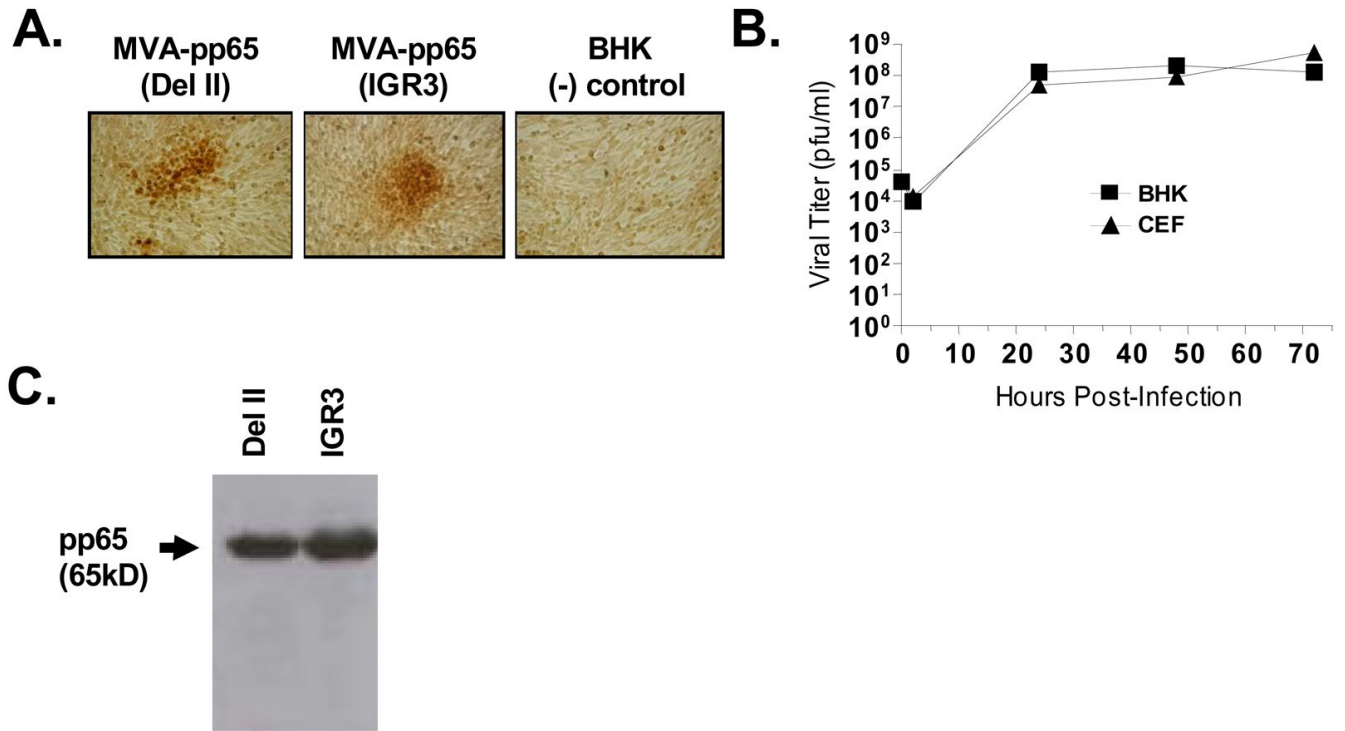 A.
MVA-pp65
(Del II)
MVA-pp65
(IGR3)
BHK
(-) control
B.
Viral Titer (pfu/ml)
10⁹
10⁸
10⁷
10⁶
10⁵
10⁴
10³
10²
10¹
10⁰
BHK
CEF
0 10 20 30 40 50 60 70
Hours Post-Infection
C.
Del II
IGR3
pp65
(65kD)